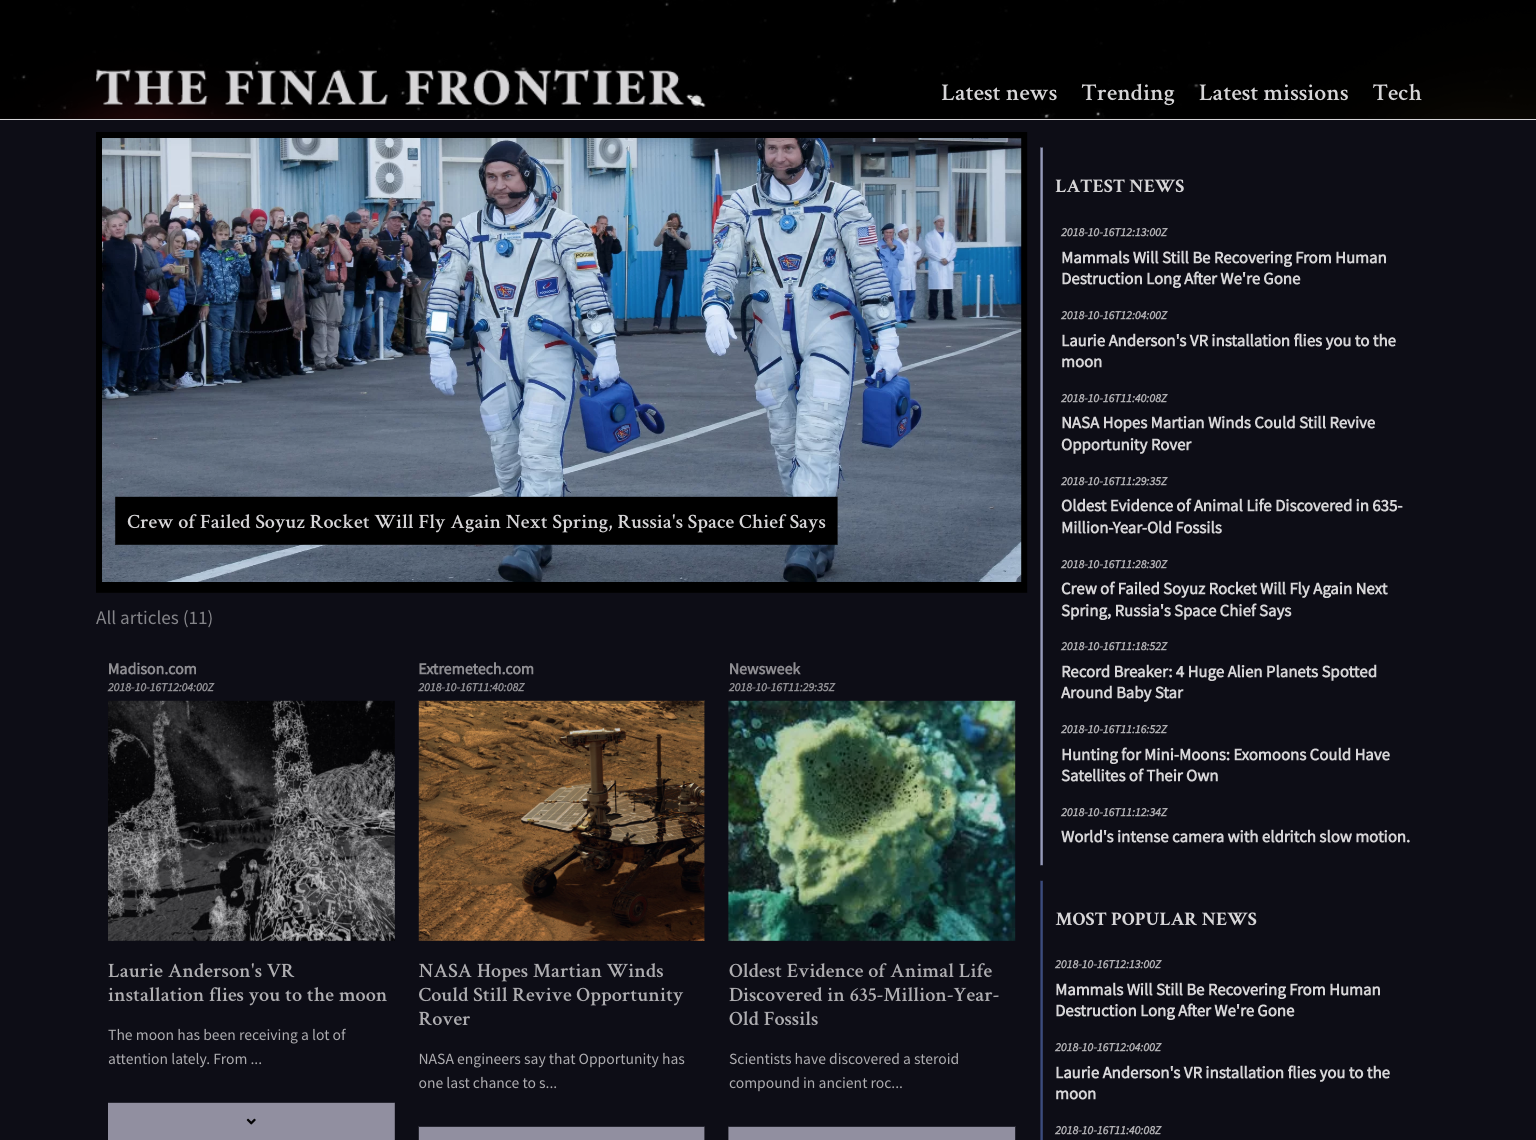 THE FINAL FRONTIER.
Latest news Trending Latest missions Tech
Crew of Failed Soyuz Rocket Will Fly Again Next Spring, Russia's Space Chief Says
All articles (11)
Madison.com
2018-10-16T12:04:00Z
Laurie Anderson's VR
installation flies you to the moon
The moon has been receiving a lot of
attention lately. From ...
Extremetech.com
2018-10-16T11:40:08Z
NASA Hopes Martian Winds
Could Still Revive Opportunity
Rover
NASA engineers say that Opportunity has
one last chance to s...
Newsweek
2018-10-16T11:29:35Z
Oldest Evidence of Animal Life
Discovered in 635-Million-Year-
Old Fossils
Scientists have discovered a steroid
compound in ancient roc...
LATEST NEWS
2018-10-16T12:13:00Z
Mammals Will Still Be Recovering From Human
Destruction Long After We're Gone
2018-10-16T12:04:00Z
Laurie Anderson's VR installation flies you to the
moon
2018-10-16T11:40:08Z
NASA Hopes Martian Winds Could Still Revive
Opportunity Rover
2018-10-16T11:29:35Z
Oldest Evidence of Animal Life Discovered in 635-
Million-Year-Old Fossils
2018-10-16T11:28:30Z
Crew of Failed Soyuz Rocket Will Fly Again Next
Spring, Russia's Space Chief Says
2018-10-16T11:18:52Z
Record Breaker: 4 Huge Alien Planets Spotted
Around Baby Star
2018-10-16T11:16:52Z
Hunting for Mini-Moons: Exomoons Could Have
Satellites of Their Own
2018-10-16T11:12:34Z
World's intense camera with eldritch slow motion.
MOST POPULAR NEWS
2018-10-16T12:13:00Z
Mammals Will Still Be Recovering From Human
Destruction Long After We're Gone
2018-10-16T12:04:00Z
Laurie Anderson's VR installation flies you to the
moon
2018-10-16T11:40:08Z